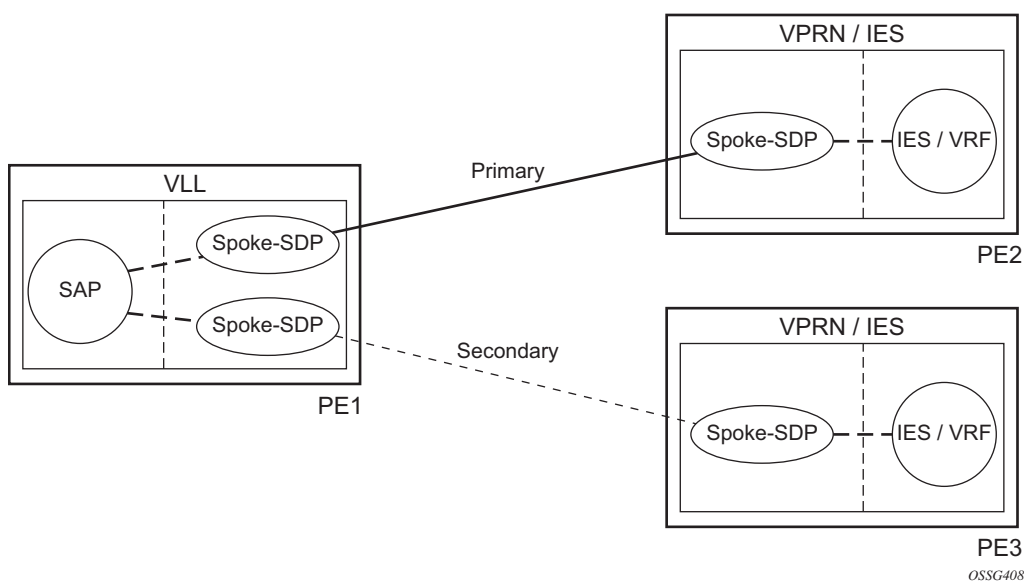 VPRN / IES
Spoke-SDP
IES / VRF
PE2
Primary
VLL
Spoke-SDP
SAP
Spoke-SDP
PE1
Secondary
VPRN / IES
Spoke-SDP
IES / VRF
PE3
OSSG408